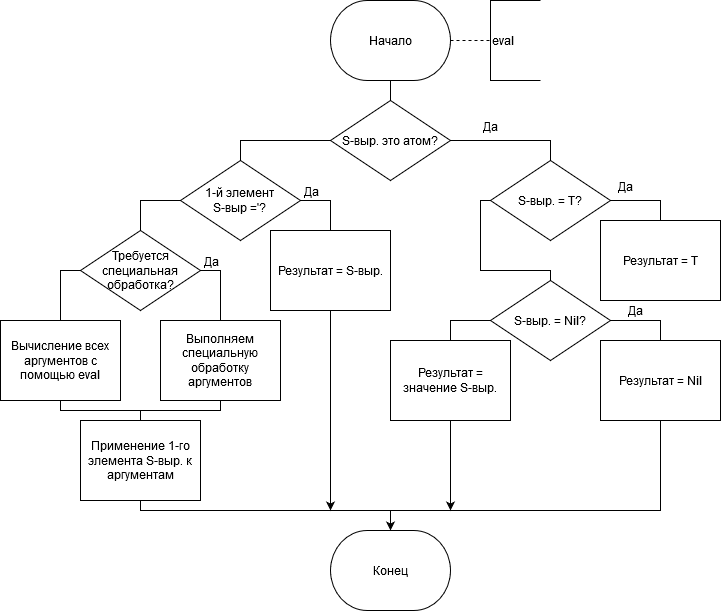 Начало
eval
S-выр. это атом?
Да
1-й элемент
S-выр ='?
Да
S-выр. = T?
Да
Требуется
специальная
обработка?
Да
Результат = S-выр.
Результат = T
S-выр. = Nil?
Да
Вычисление всех
аргументов с
помощью eval
Выполняем
специальную
обработку
аргументов
Результат =
значение S-выр.
Результат = Nil
Применение 1-го
элемента S-выр. к
аргументам
Конец